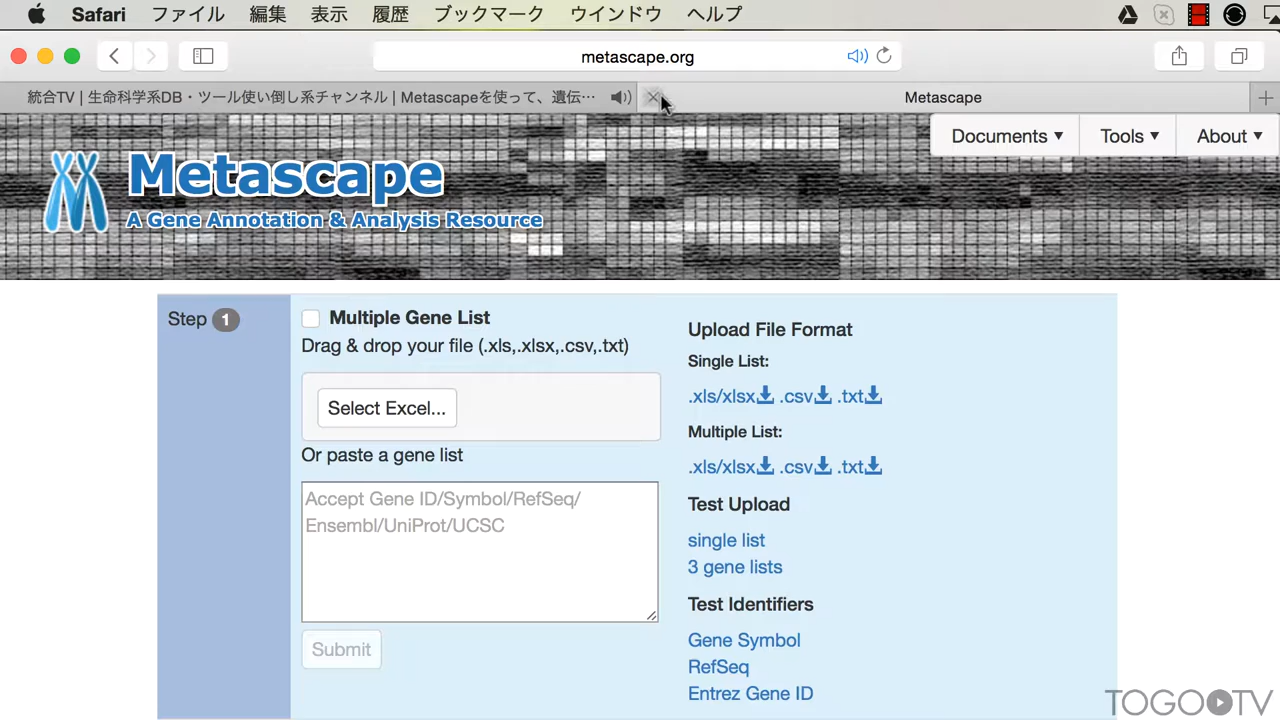 Safari ファイル 編集 表示 履歴 ブックマーク ウインドウ ヘルプ
metascape.org
統合TV | 生命科学系DB・ツール使い倒し系チャンネル | Metascapeを使って、遺伝…
Metascape
Documents ▼ Tools ▼ About ▼
Metascape
A Gene Annotation & Analysis Resource
Step 1
Multiple Gene List
Drag & drop your file (.xls,.xlsx,.csv,.txt)
Select Excel...
Or paste a gene list
Accept Gene ID/Symbol/RefSeq/
Ensembl/UniProt/UCSC
Submit
Upload File Format
Single List:
.xls/xlsx .csv .txt
Multiple List:
.xls/xlsx .csv .txt
Test Upload
single list
3 gene lists
Test Identifiers
Gene Symbol
RefSeq
Entrez Gene ID
TOGO TV